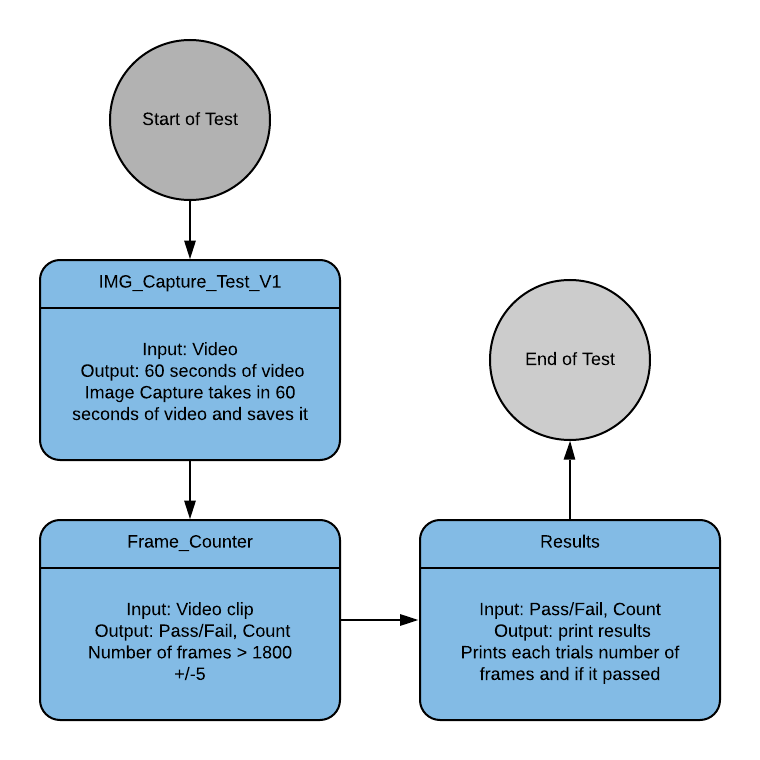 Start of Test
IMG_Capture_Test_V1
Input: Video
Output: 60 seconds of video
Image Capture takes in 60
seconds of video and saves it
Frame_Counter
Input: Video clip
Output: Pass/Fail, Count
Number of frames > 1800
+/-5
Results
Input: Pass/Fail, Count
Output: print results
Prints each trials number of
frames and if it passed
End of Test